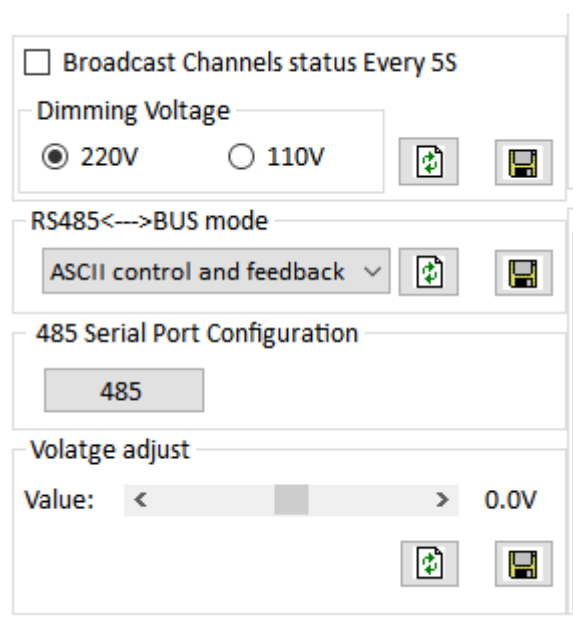 Broadcast Channels status Every 5S
Dimming Voltage
220V 110V
RS485<--->BUS mode
ASCII control and feedback
485 Serial Port Configuration
485
Volatge adjust
Value: 0.0V